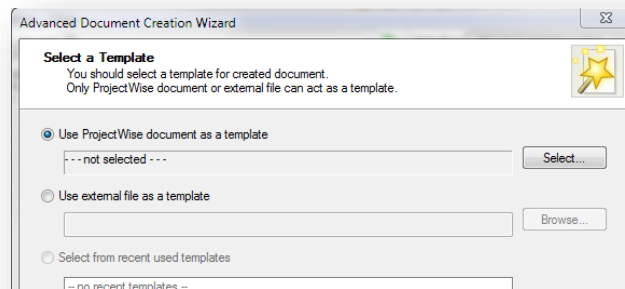 Advanced Document Creation Wizard
Select a Template
You should select a template for created document.
Only ProjectWise document or external file can act as a template.
Use ProjectWise document as a template
- - - not selected - - -
Select...
Use external file as a template
Browse...
Select from recent used templates
-- no recent templates --